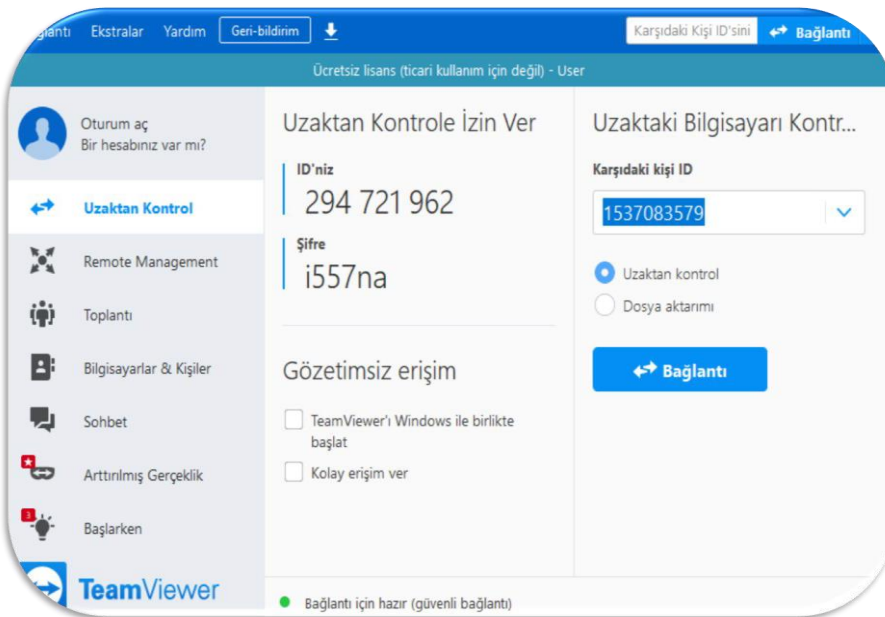 Ekstralar Yardım Geri-bildirim
Karşıdaki Kişi ID'sini Bağlantı
Ücretsiz lisans (ticari kullanım için değil) - User
Oturum aç
Bir hesabınız var mı?
Uzaktan Kontrol
Remote Management
Toplantı
Bilgisayarlar & Kişiler
Sohbet
Arttırılmış Gerçeklik
3
Başlarken
TeamViewer
Uzaktan Kontrole İzin Ver
ID'niz
294 721 962
Şifre
i557na
Gözetimsiz erişim
TeamViewer'ı Windows ile birlikte
başlat
Kolay erişim ver
Uzaktaki Bilgisayarı Kontr...
Karşıdaki kişi ID
1537083579
Uzaktan kontrol
Dosya aktarımı
Bağlantı
Bağlantı için hazır (güvenli bağlantı)